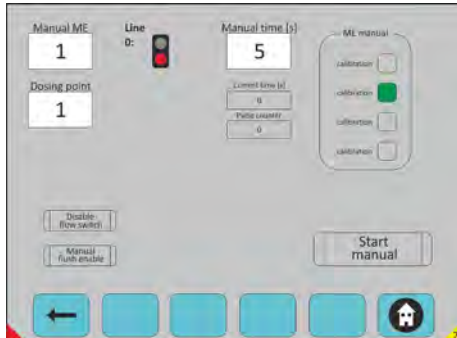 Manual ME
1
Line
0:
Manual time [s]
5
ME manual
calibration
calibration
calibration
calibration
Dosing point
1
Current time [s]
0
Pulse counter
0
Disable
flow switch
Manual
flush enable
Start
manual